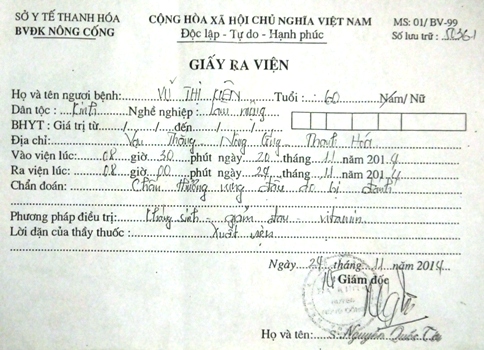 SỞ Y TẾ THANH HÓA
BVĐK NÔNG CỐNG
CỘNG HÒA XÃ HỘI CHỦ NGHĨA VIỆT NAM
Độc lập - Tự do - Hạnh phúc
MS: 01/ BV-99
Số lưu trữ :
GIẤY RA VIỆN
Họ và tên người bệnh: VŨ THỊ Tuổi : 60 Nam/ Nữ
Dân tộc : Kinh Nghề nghiệp : Làm ruộng
BHYT : Giá trị từ / / đến / /
Địa chỉ: Vạn Thắng Nông Cống Thanh Hóa
Vào viện lúc: 08 giờ 30 phút ngày 20 tháng 11 năm 2014
Ra viện lúc: 08 giờ 00 phút ngày 24 tháng 11 năm 2014
Chẩn đoán: Chấn thương vùng đầu do bị đánh
Phương pháp điều trị: Kháng sinh giảm đau vitamin
Lời dặn của thầy thuốc : Xuất viện
Ngày 24 tháng 11 năm 2014
Giám đốc
Họ và tên: Nguyễn Quốc